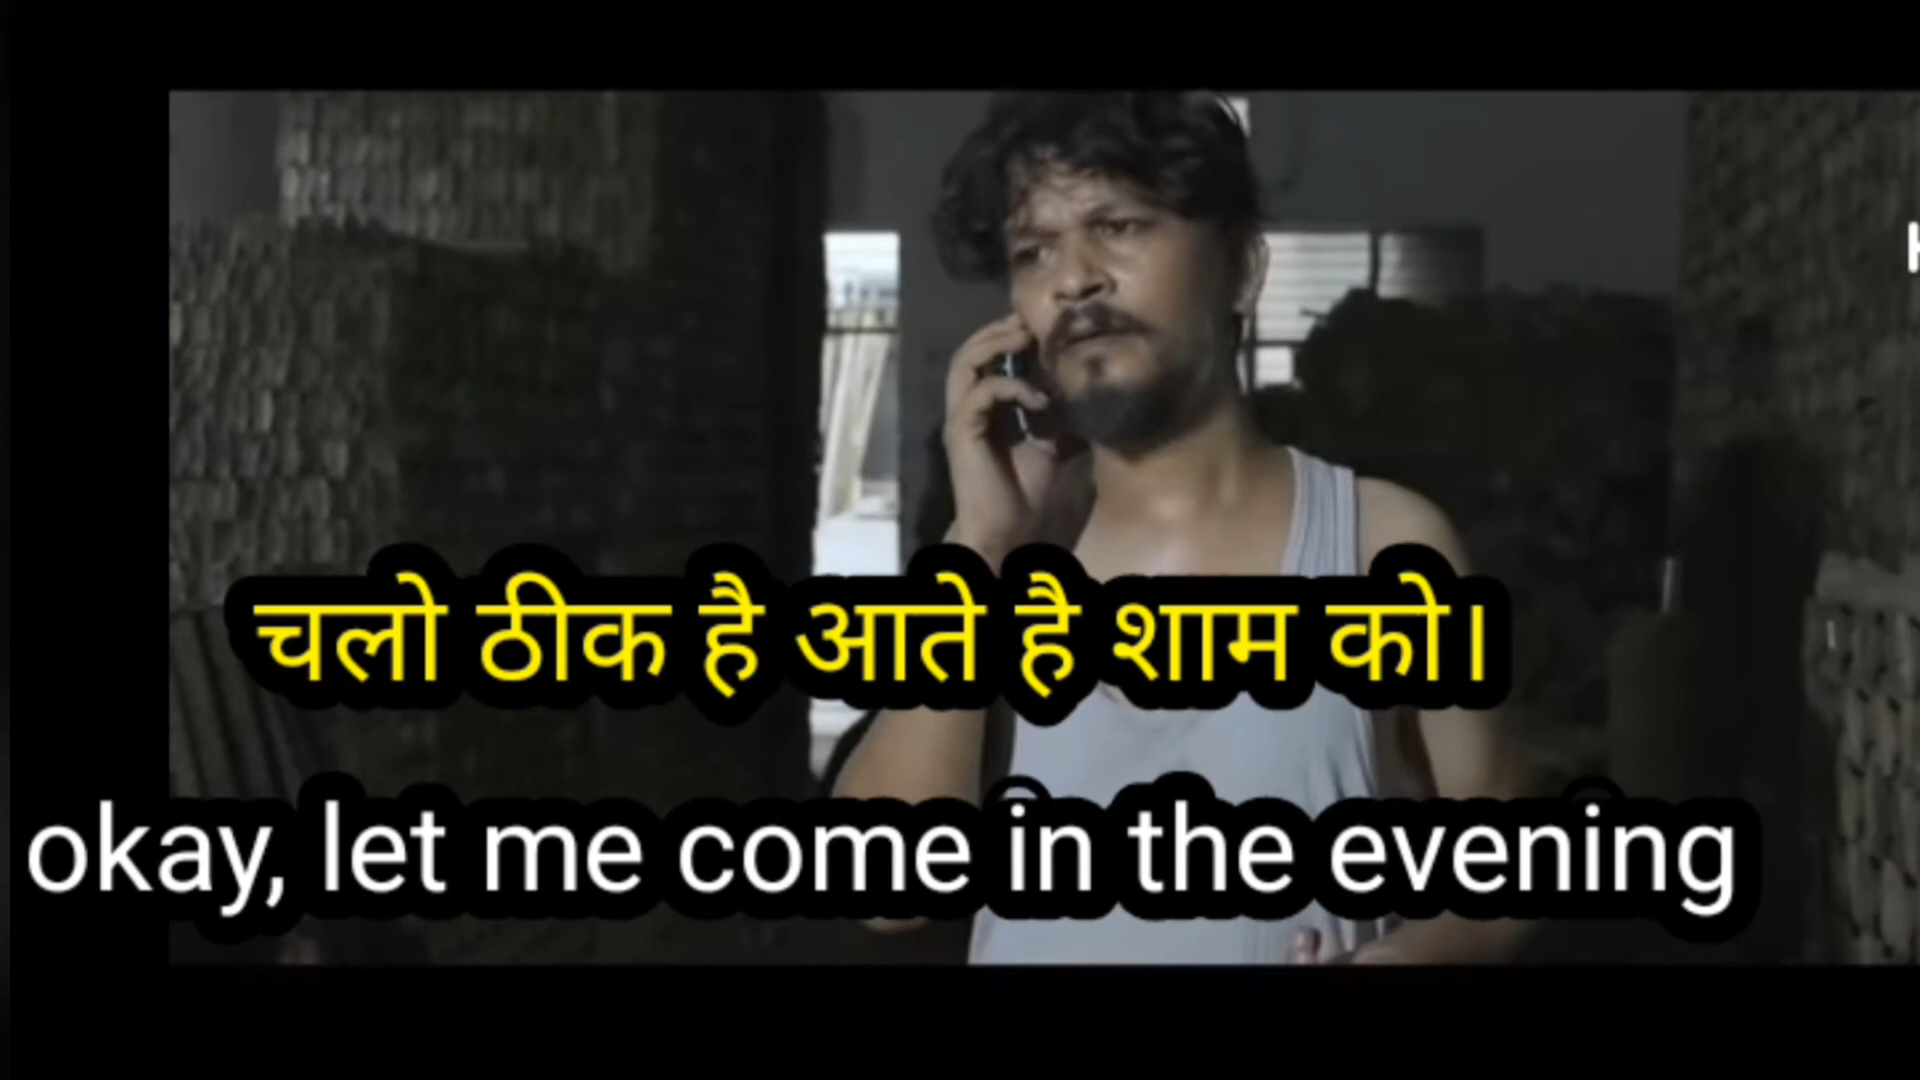 चलो ठीक है आते है शाम को।
okay, let me come in the evening